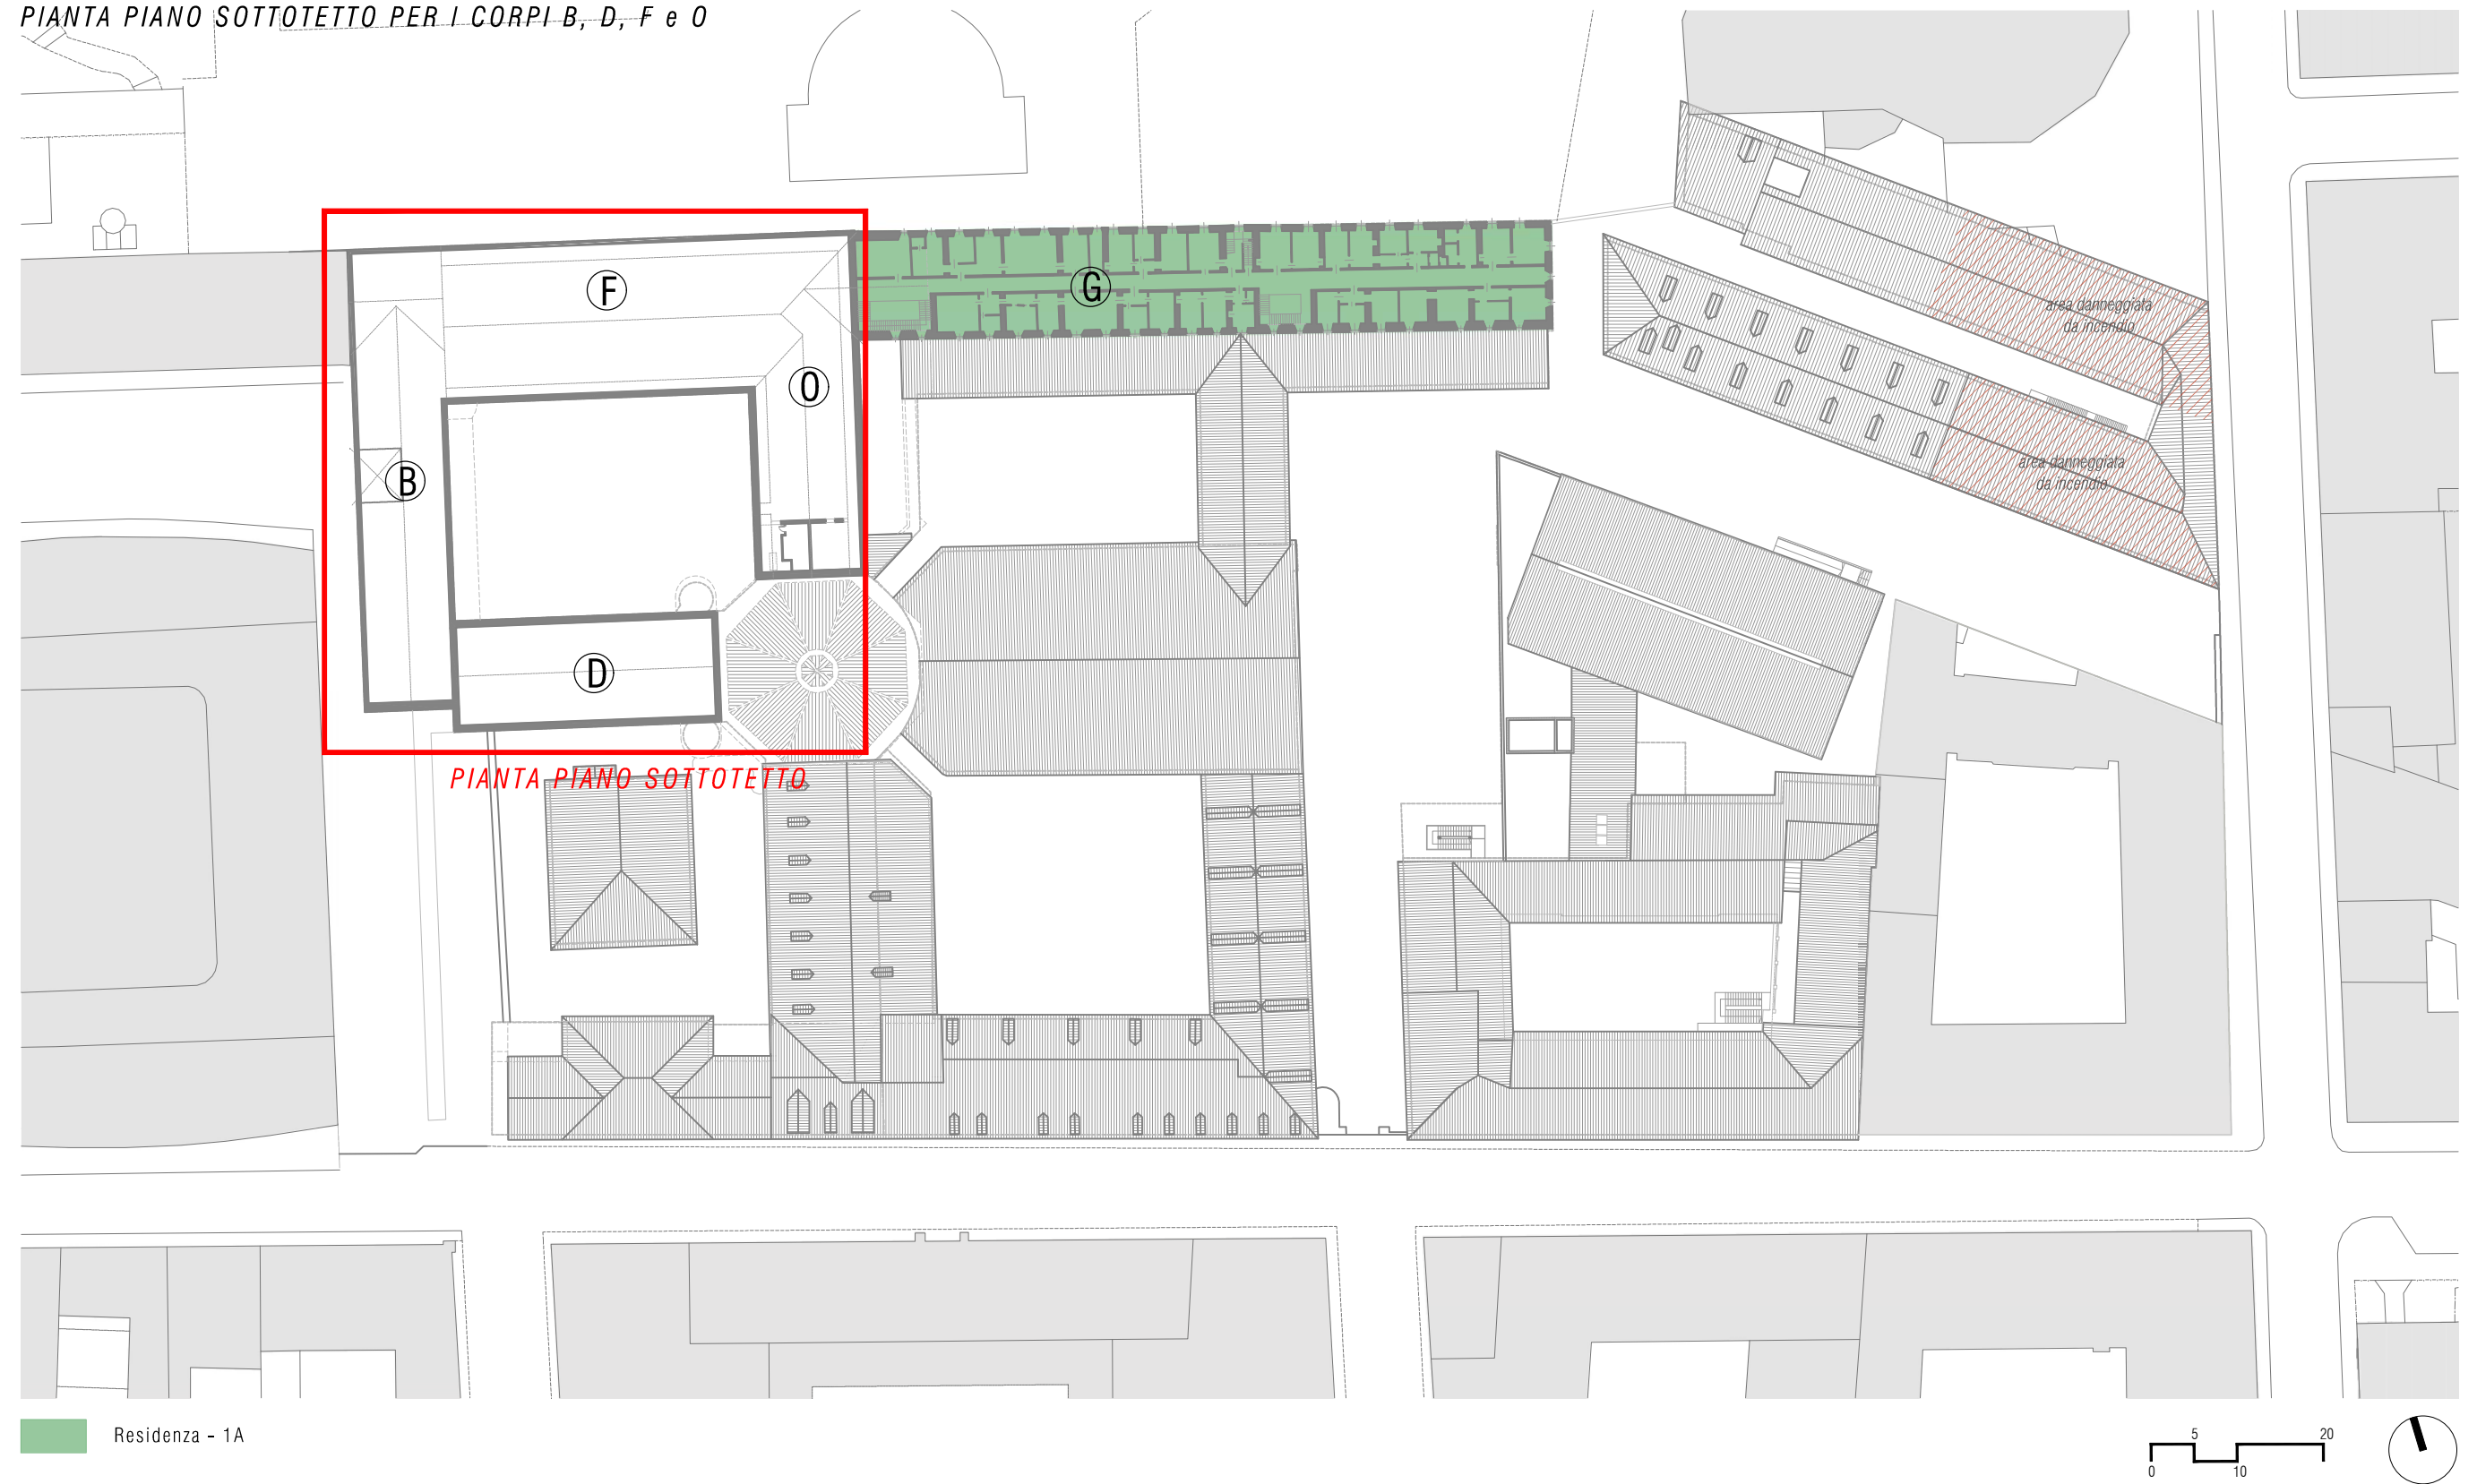 PIANTA PIANO SOTTOTETTO PER I CORPI B, D, F e O
F
G
area danneggiata
da incendio
O
B
area danneggiata
da incendio
D
PIANTA PIANO SOTTOTETTO
Residenza - 1A
5 20
0 10